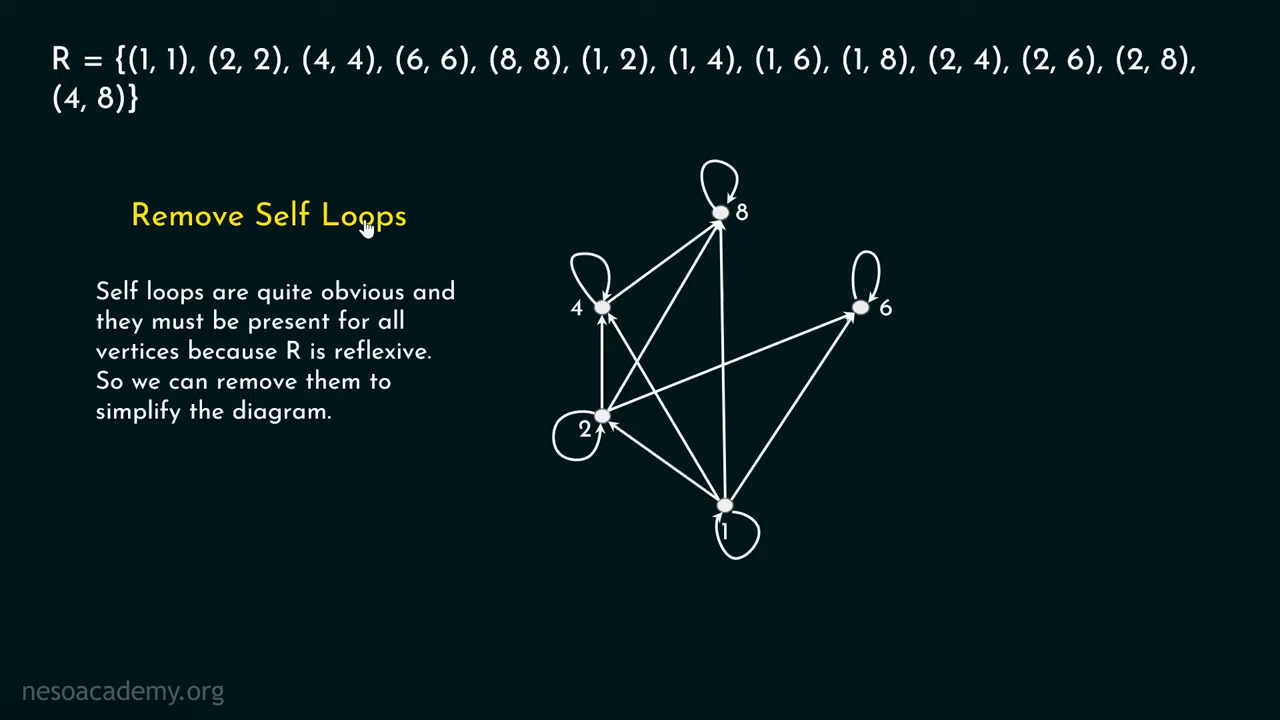 R = {(1, 1), (2, 2), (4, 4), (6, 6), (8, 8), (1, 2), (1, 4), (1, 6), (1, 8), (2, 4), (2, 6), (2, 8),
(4, 8)}
Remove Self Loops
Self loops are quite obvious and
they must be present for all
vertices because R is reflexive.
So we can remove them to
simplify the diagram.
8
4
6
2
1
nesoacademy.org